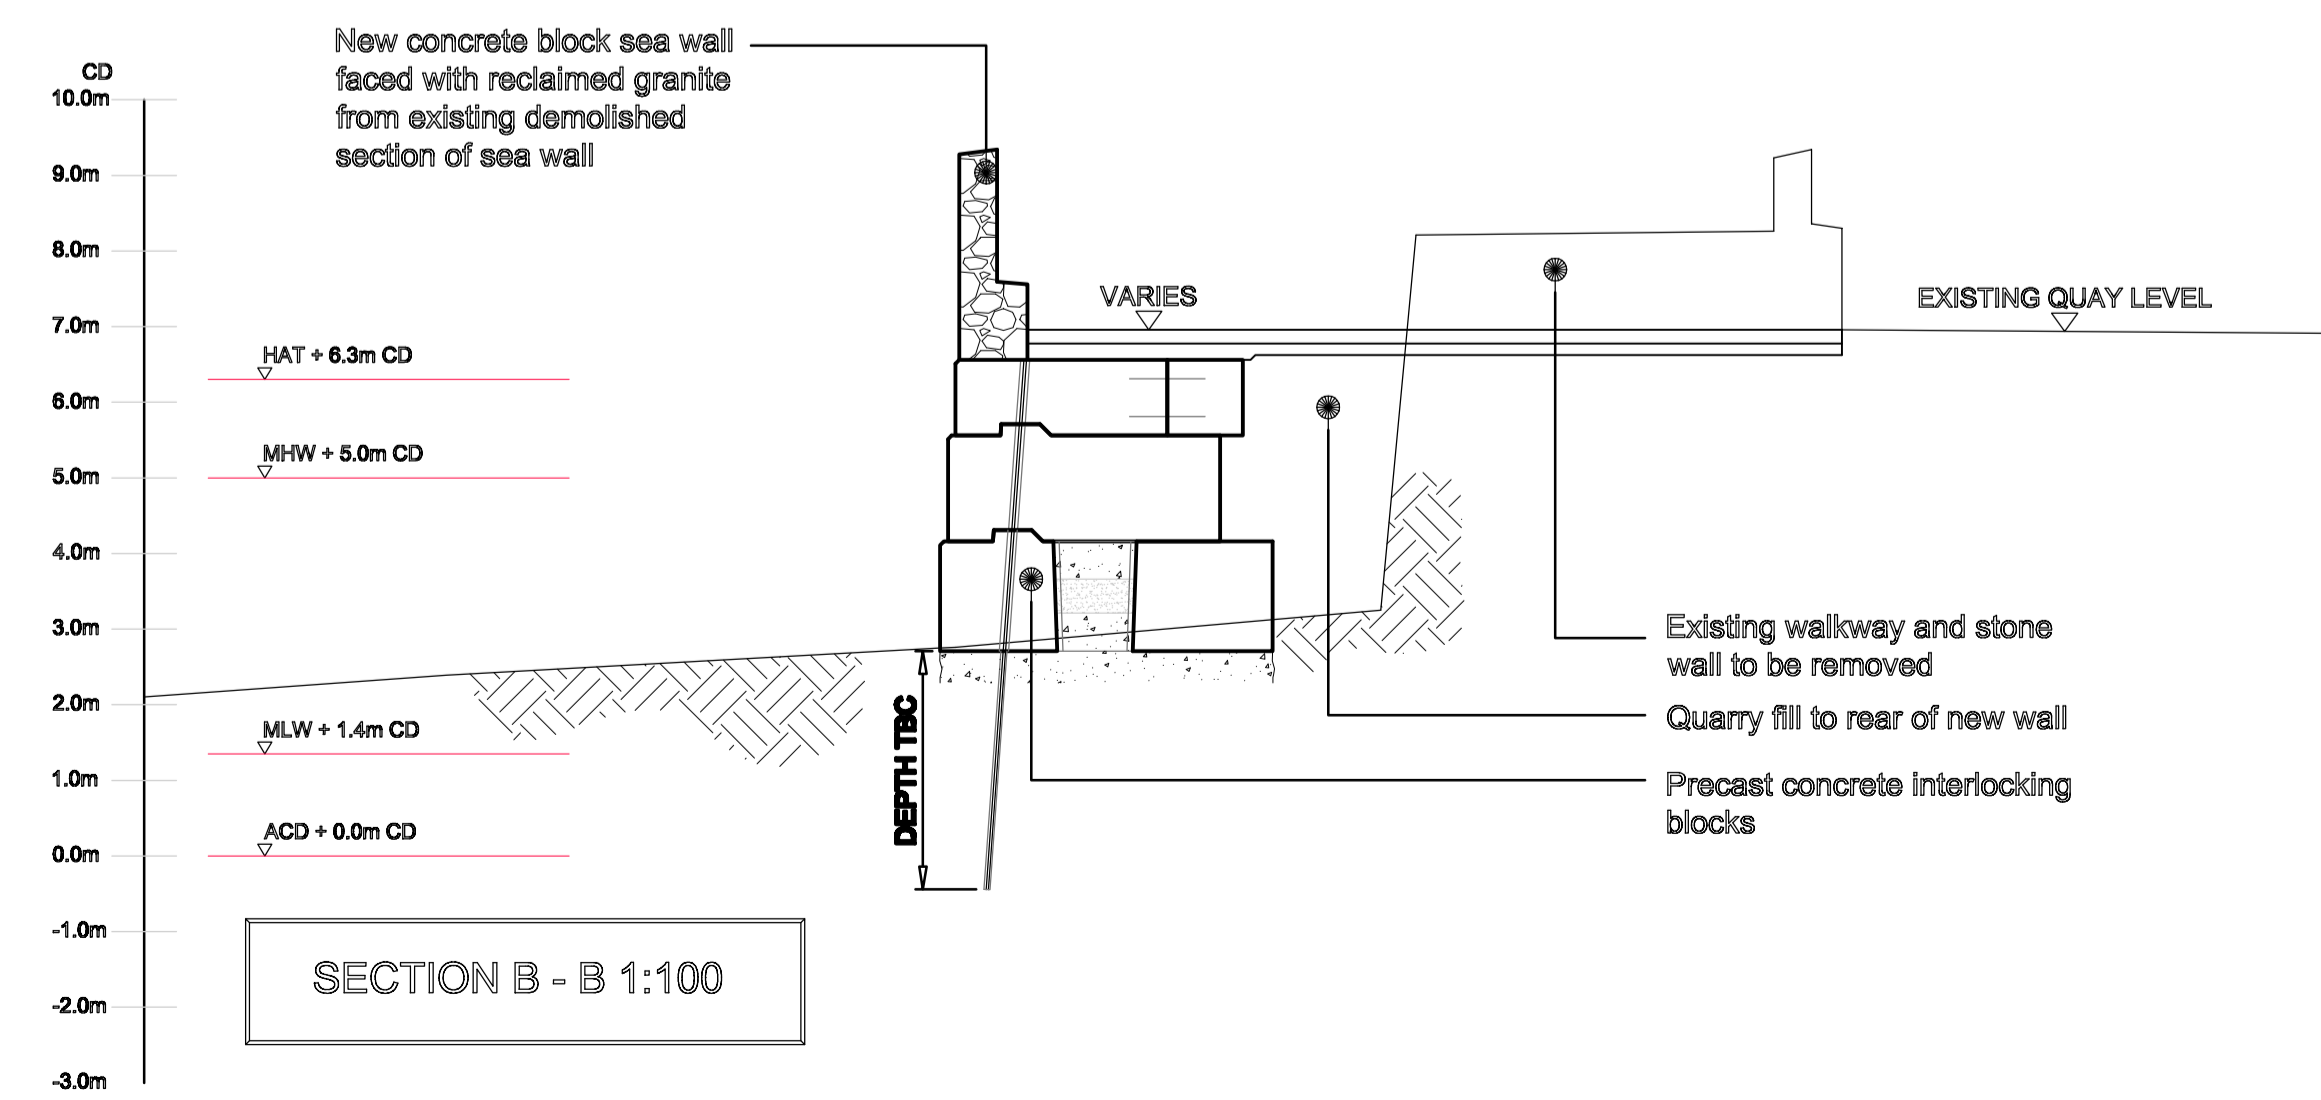 New concrete block sea wall
faced with reclaimed granite
from existing demolished
section of sea wall
CD
10.0m
9.0m
8.0m
7.0m
6.0m
5.0m
4.0m
3.0m
2.0m
1.0m
0.0m
-1.0m
-2.0m
-3.0m
HAT + 6.3m CD
MHW + 5.0m CD
MLW + 1.4m CD
ACD + 0.0m CD
VARIES
EXISTING QUAY LEVEL
DEPTH TBC
Existing walkway and stone
wall to be removed
Quarry fill to rear of new wall
Precast concrete interlocking
blocks
SECTION B - B 1:100